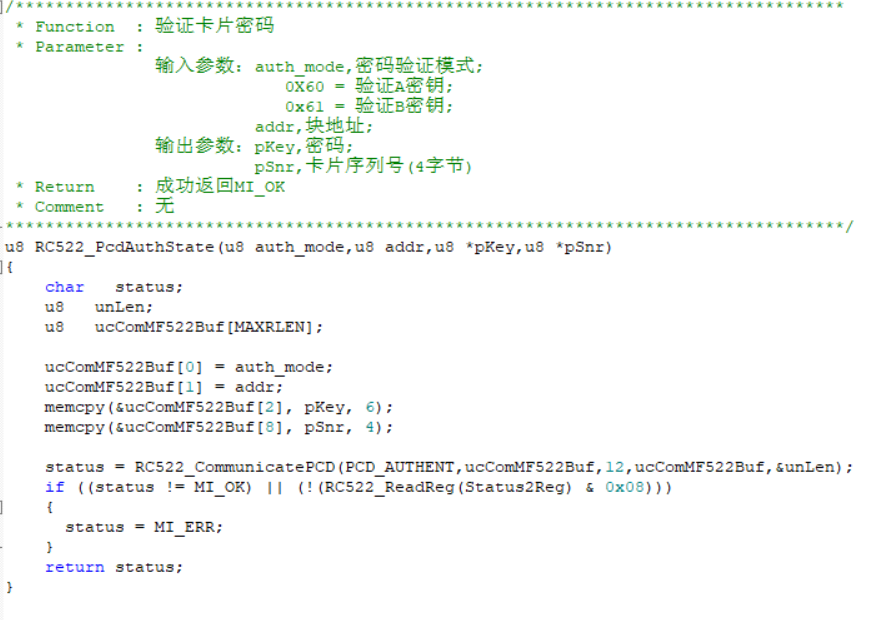 /***********************************************************************************
 * Function  : 验证卡片密码
 * Parameter :
               输入参数: auth_mode,密码验证模式;
                            0X60 = 验证A密钥;
                            0x61 = 验证B密钥;
                         addr,块地址;
               输出参数: pKey,密码;
                         pSnr,卡片序列号(4字节)
 * Return    : 成功返回MI_OK
 * Comment   : 无
************************************************************************************/
u8 RC522_PcdAuthState(u8 auth_mode,u8 addr,u8 *pKey,u8 *pSnr)
{
    char   status;
    u8   unLen;
    u8   ucComMF522Buf[MAXRLEN];

    ucComMF522Buf[0] = auth_mode;
    ucComMF522Buf[1] = addr;
    memcpy(&ucComMF522Buf[2], pKey, 6);
    memcpy(&ucComMF522Buf[8], pSnr, 4);

    status = RC522_CommunicatePCD(PCD_AUTHENT,ucComMF522Buf,12,ucComMF522Buf,&unLen);
    if ((status != MI_OK) || (!(RC522_ReadReg(Status2Reg) & 0x08)))
    {
      status = MI_ERR;
    }
    return status;
}